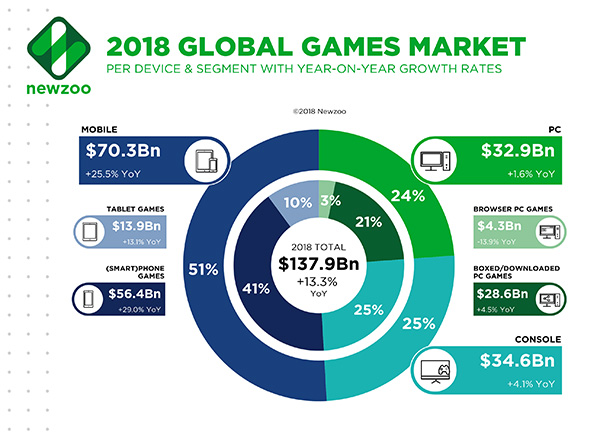 newzoo
2018 GLOBAL GAMES MARKET
PER DEVICE & SEGMENT WITH YEAR-ON-YEAR GROWTH RATES
©2018 Newzoo
MOBILE
$70.3Bn
+25.5% YoY
TABLET GAMES
$13.9Bn
+13.1% YoY
(SMART)PHONE
GAMES
$56.4Bn
+29.0% YoY
51%
41%
10%
3%
21%
25%
24%
25%
2018 TOTAL
$137.9Bn
+13.3%
YoY
PC
$32.9Bn
+1.6% YoY
BROWSER PC GAMES
$4.3Bn
-13.9% YoY
BOXED/DOWNLOADED
PC GAMES
$28.6Bn
+4.5% YoY
CONSOLE
$34.6Bn
+4.1% YoY